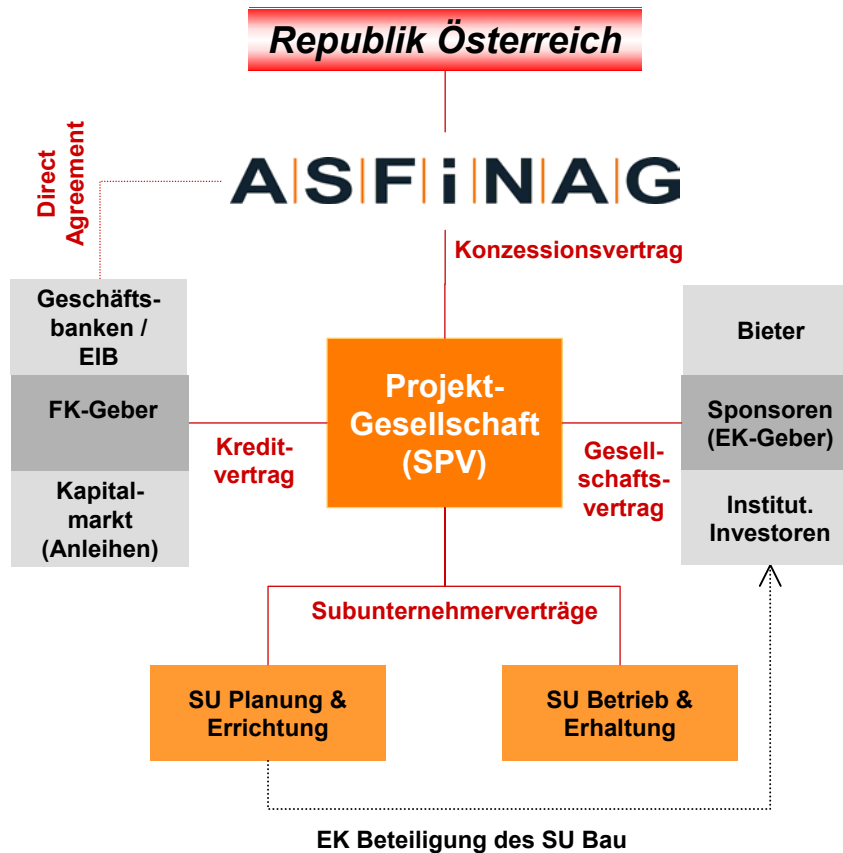 Republik Österreich
Direct
Agreement
A|S|F|i|N|A|G
Konzessionsvertrag
Geschäfts-
banken /
EIB
FK-Geber
Kapital-
markt
(Anleihen)
Kredit-
vertrag
Projekt-
Gesellschaft
(SPV)
Gesell-
schafts-
vertrag
Bieter
Sponsoren
(EK-Geber)
Institut.
Investoren
Subunternehmerverträge
SU Planung &
Errichtung
SU Betrieb &
Erhaltung
EK Beteiligung des SU Bau